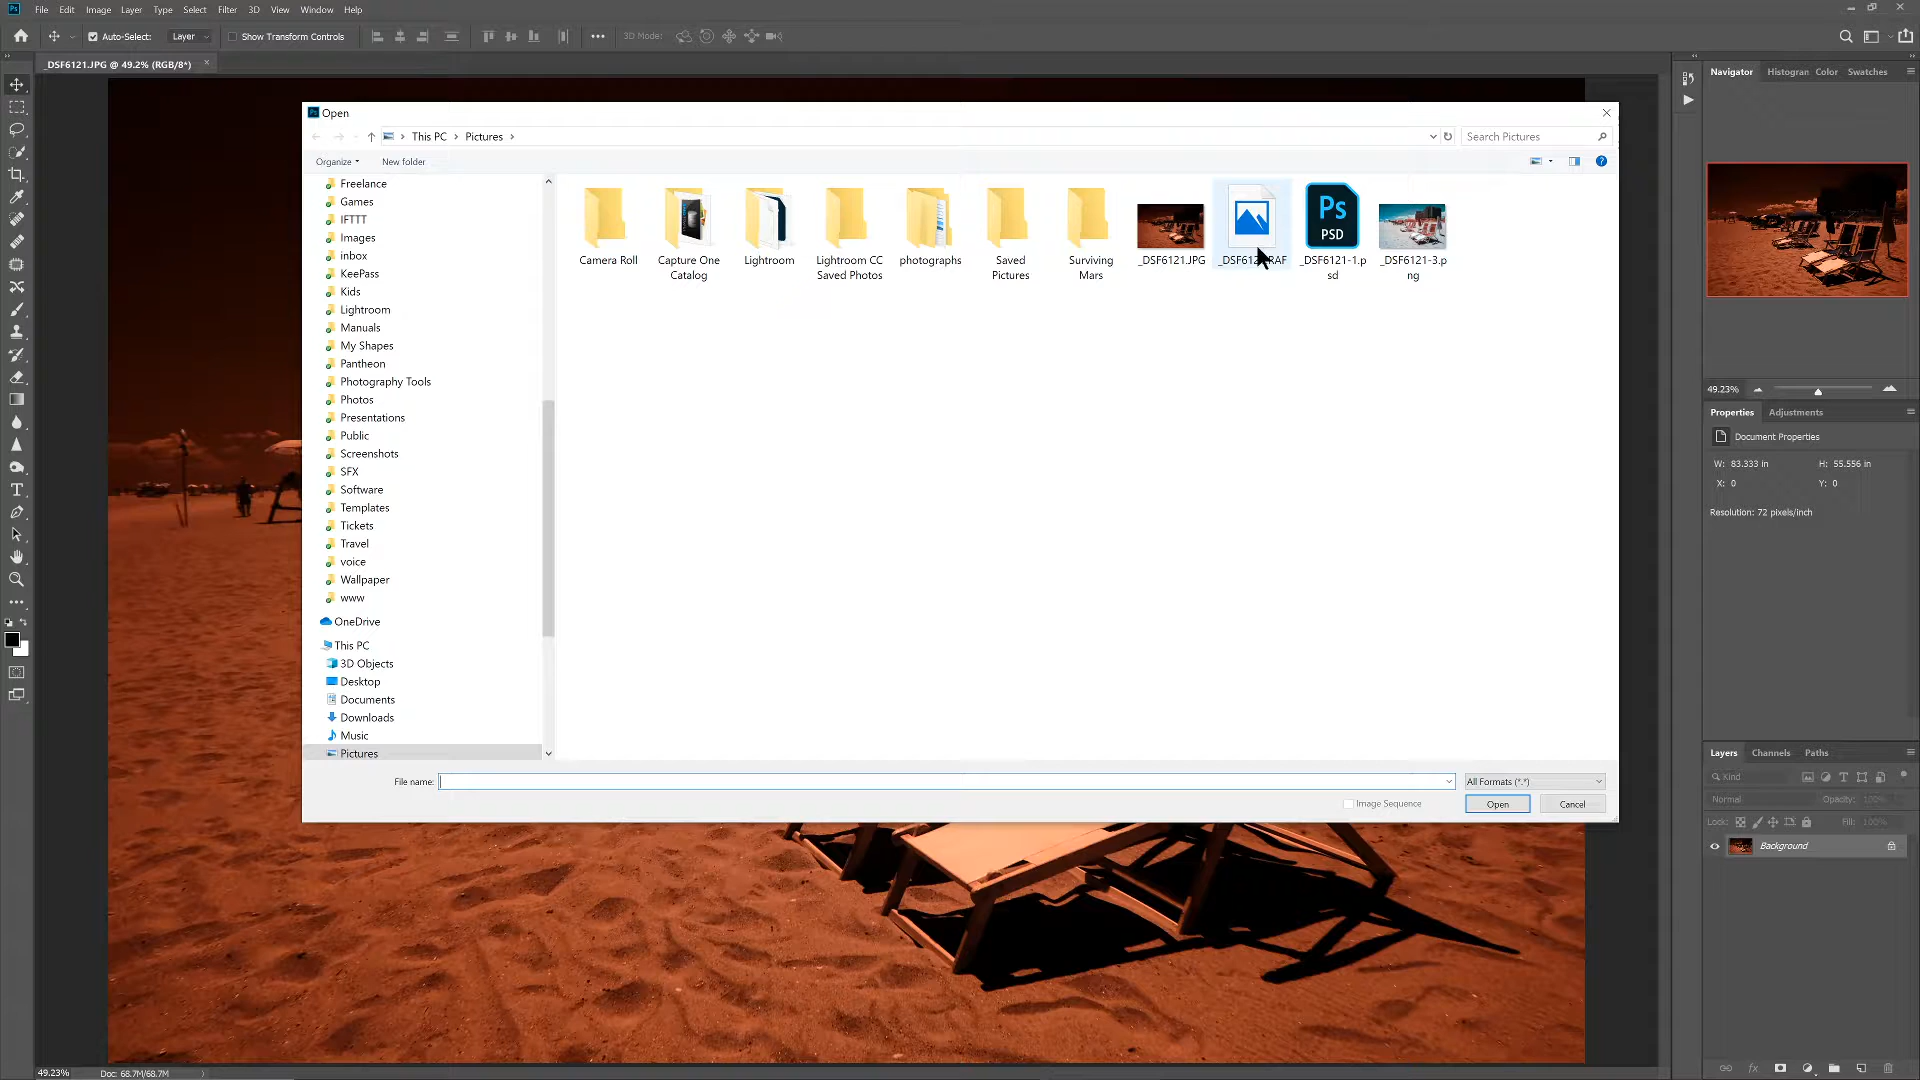 Ps File Edit Image Layer Type Select Filter 3D View Window Help
Auto-Select: Layer Show Transform Controls 3D Mode:
_DSF6121.JPG @ 49.2% (RGB/8*)
Open
This PC Pictures
Search Pictures
Organize New folder
Freelance
Games
IFTTT
Images
inbox
KeePass
Kids
Lightroom
Manuals
My Shapes
Pantheon
Photography Tools
Photos
Presentations
Public
Screenshots
SFX
Software
Templates
Tickets
Travel
voice
Wallpaper
www
OneDrive
This PC
3D Objects
Desktop
Documents
Downloads
Music
Pictures
Camera Roll
Capture One
Catalog
Lightroom
Lightroom CC
Saved Photos
photographs
Saved
Pictures
Surviving
Mars
_DSF6121.JPG
Ps
PSD
_DSF6121-1.p
sd
_DSF6121-3.p
ng
File name:
All Formats (*.*)
Image Sequence
Open Cancel
Navigator Histogran Color Swatches
49.23%
Properties Adjustments
Document Properties
W: 83.333 in H: 55.556 in
X: 0 Y: 0
Resolution: 72 pixels/inch
Layers Channels Paths
Kind
Normal Opacity: 100%
Lock: Fill: 100%
Background
fx
49.23% Doc: 68.7M/68.7M